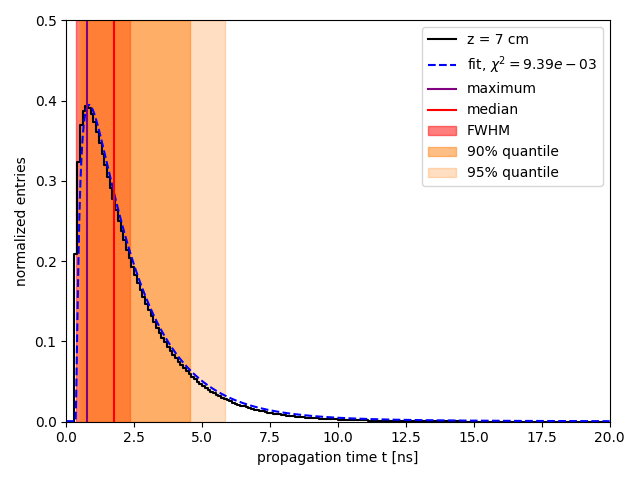 0.5
0.4
0.3
0.2
0.1
0.0
normalized entries
z = 7 cm
fit, χ² = 9.39e − 03
maximum
median
FWHM
90% quantile
95% quantile
0.0 2.5 5.0 7.5 10.0 12.5 15.0 17.5 20.0
propagation time t [ns]